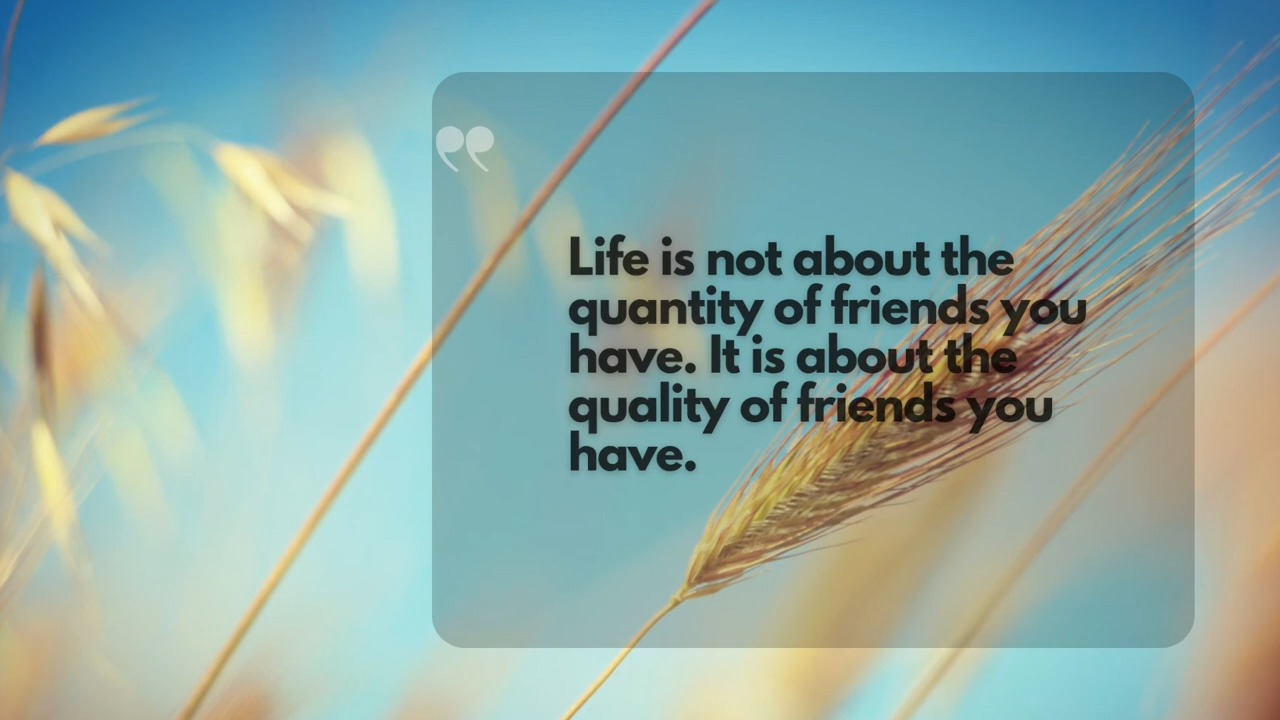 Life is not about the
quantity of friends you
have. It is about the
quality of friends you
have.